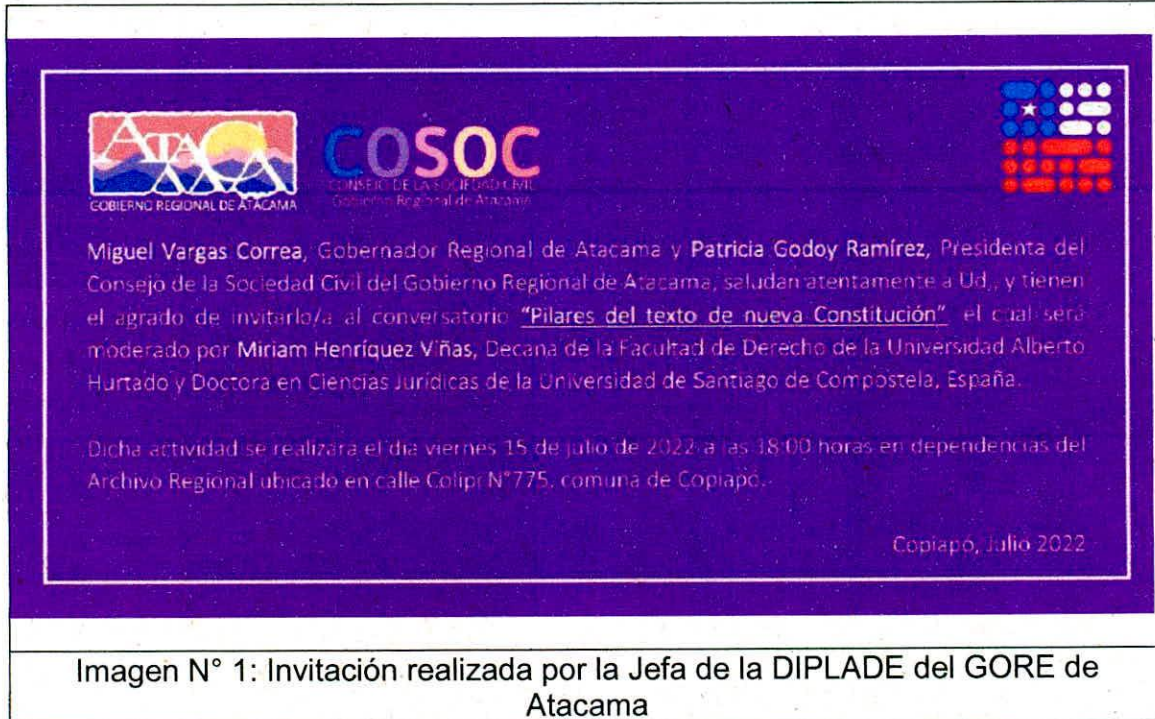 ATACAMA
GOBIERNO REGIONAL DE ATACAMA
COSOC
CONSEJO DE LA SOCIEDAD CIVIL
Gobierno Regional de Atacama
Miguel Vargas Correa, Gobernador Regional de Atacama y Patricia Godoy Ramírez, Presidenta del
Consejo de la Sociedad Civil del Gobierno Regional de Atacama, saludan atentamente a Ud., y tienen
el agrado de invitarlo/a al conversatorio "Pilares del texto de nueva Constitución" el cual será
moderado por Miriam Henríquez Viñas, Decana de la Facultad de Derecho de la Universidad Alberto
Hurtado y Doctora en Ciencias Jurídicas de la Universidad de Santiago de Compostela, España.
Dicha actividad se realizará el día viernes 15 de julio de 2022 a las 18:00 horas en dependencias del
Archivo Regional ubicado en calle Colipí N°775, comuna de Copiapó.
Copiapó, Julio 2022
Imagen N° 1: Invitación realizada por la Jefa de la DIPLADE del GORE de
Atacama